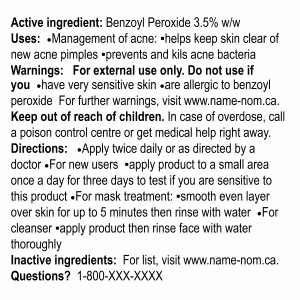 Active ingredient: Benzoyl Peroxide 3.5% w/w
Uses: •Management of acne: ▪helps keep skin clear of
new acne pimples ▪prevents and kils acne bacteria
Warnings: For external use only. Do not use if
you •have very sensitive skin •are allergic to benzoyl
peroxide For further warnings, visit www.name-nom.ca.
Keep out of reach of children. In case of overdose, call
a poison control centre or get medical help right away.
Directions: •Apply twice daily or as directed by a
doctor •For new users ▪apply product to a small area
once a day for three days to test if you are sensitive to
this product •For mask treatment: ▪smooth even layer
over skin for up to 5 minutes then rinse with water •For
cleanser ▪apply product then rinse face with water
thoroughly
Inactive ingredients: For list, visit www.name-nom.ca.
Questions? 1-800-XXX-XXXX